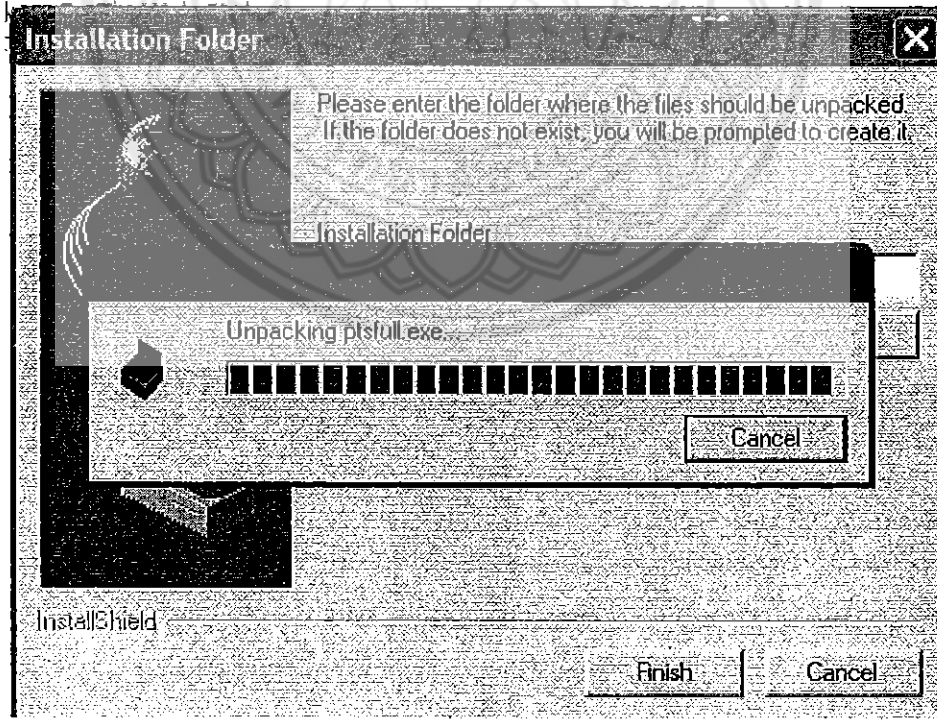 Installation Folder
Please enter the folder where the files should be unpacked.
If the folder does not exist, you will be prompted to create it.
Installation Folder
Unpacking ptsfull.exe...
Cancel
InstallShield
Finish
Cancel